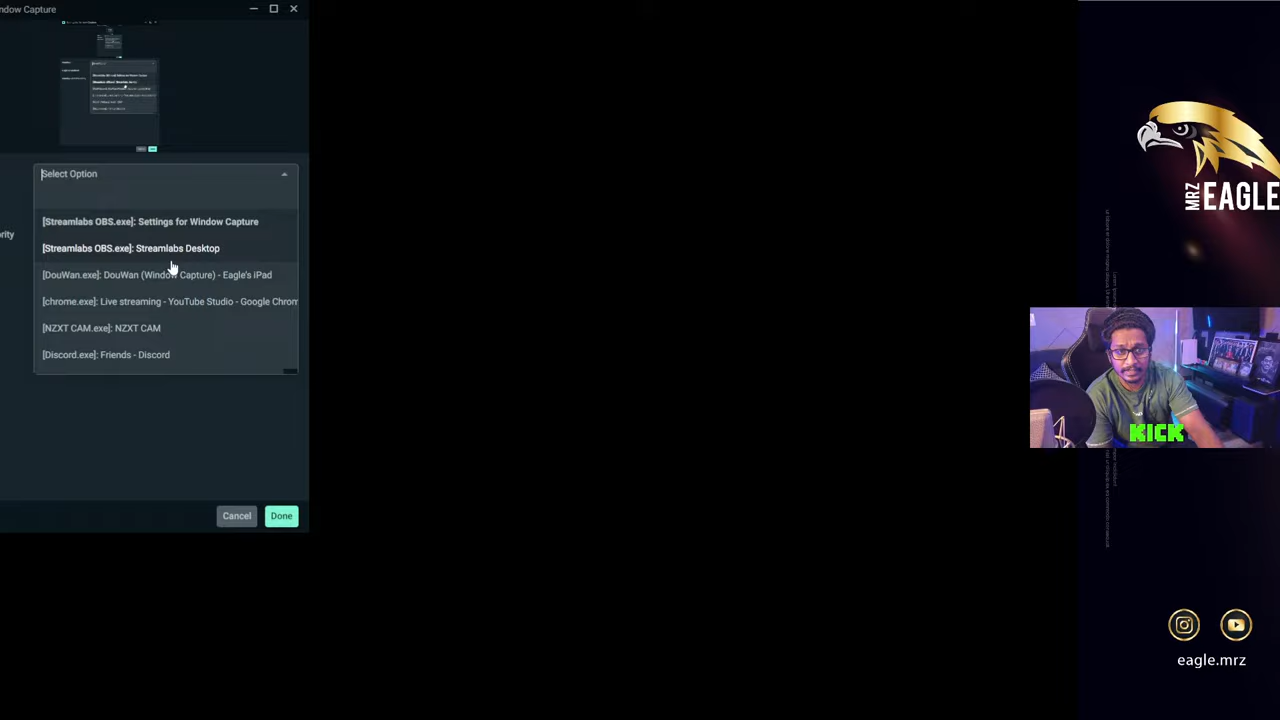 ndow Capture
Select Option
[Streamlabs OBS.exe]: Settings for Window Capture
ority
[Streamlabs OBS.exe]: Streamlabs Desktop
[DouWan.exe]: DouWan (Window Capture) - Eagle's iPad
[chrome.exe]: Live streaming - YouTube Studio - Google Chrom
[NZXT CAM.exe]: NZXT CAM
[Discord.exe]: Friends - Discord
Cancel
Done
MRZ
EAGLE
KICK
eagle.mrz